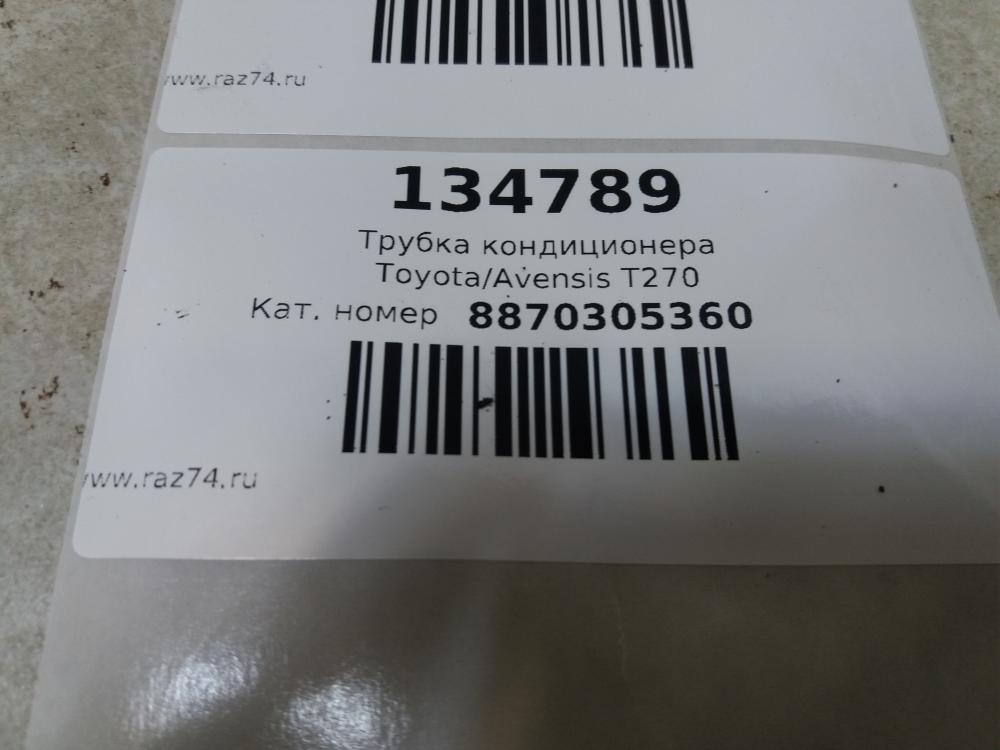 www.raz74.ru
134789
Трубка кондиционера
Toyota/Avensis T270
Кат. номер 8870305360
www.raz74.ru